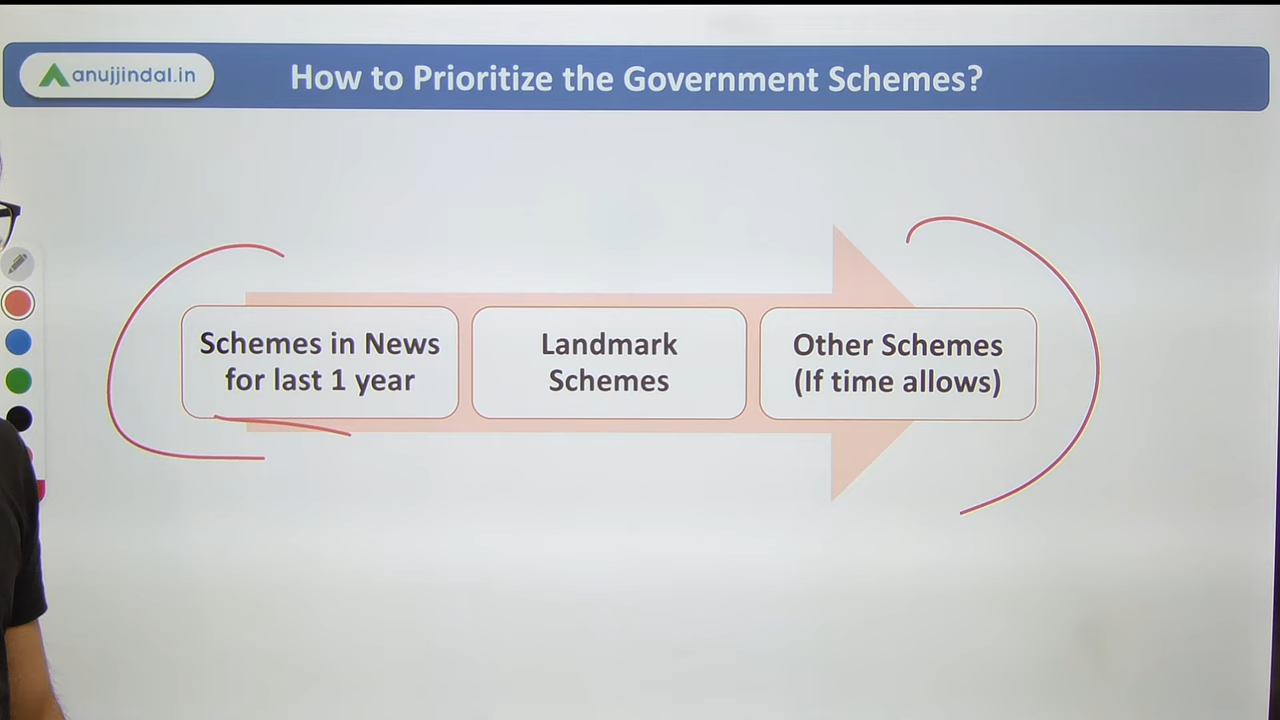 anujjindal.in
How to Prioritize the Government Schemes?
Schemes in News
for last 1 year
Landmark
Schemes
Other Schemes
(If time allows)